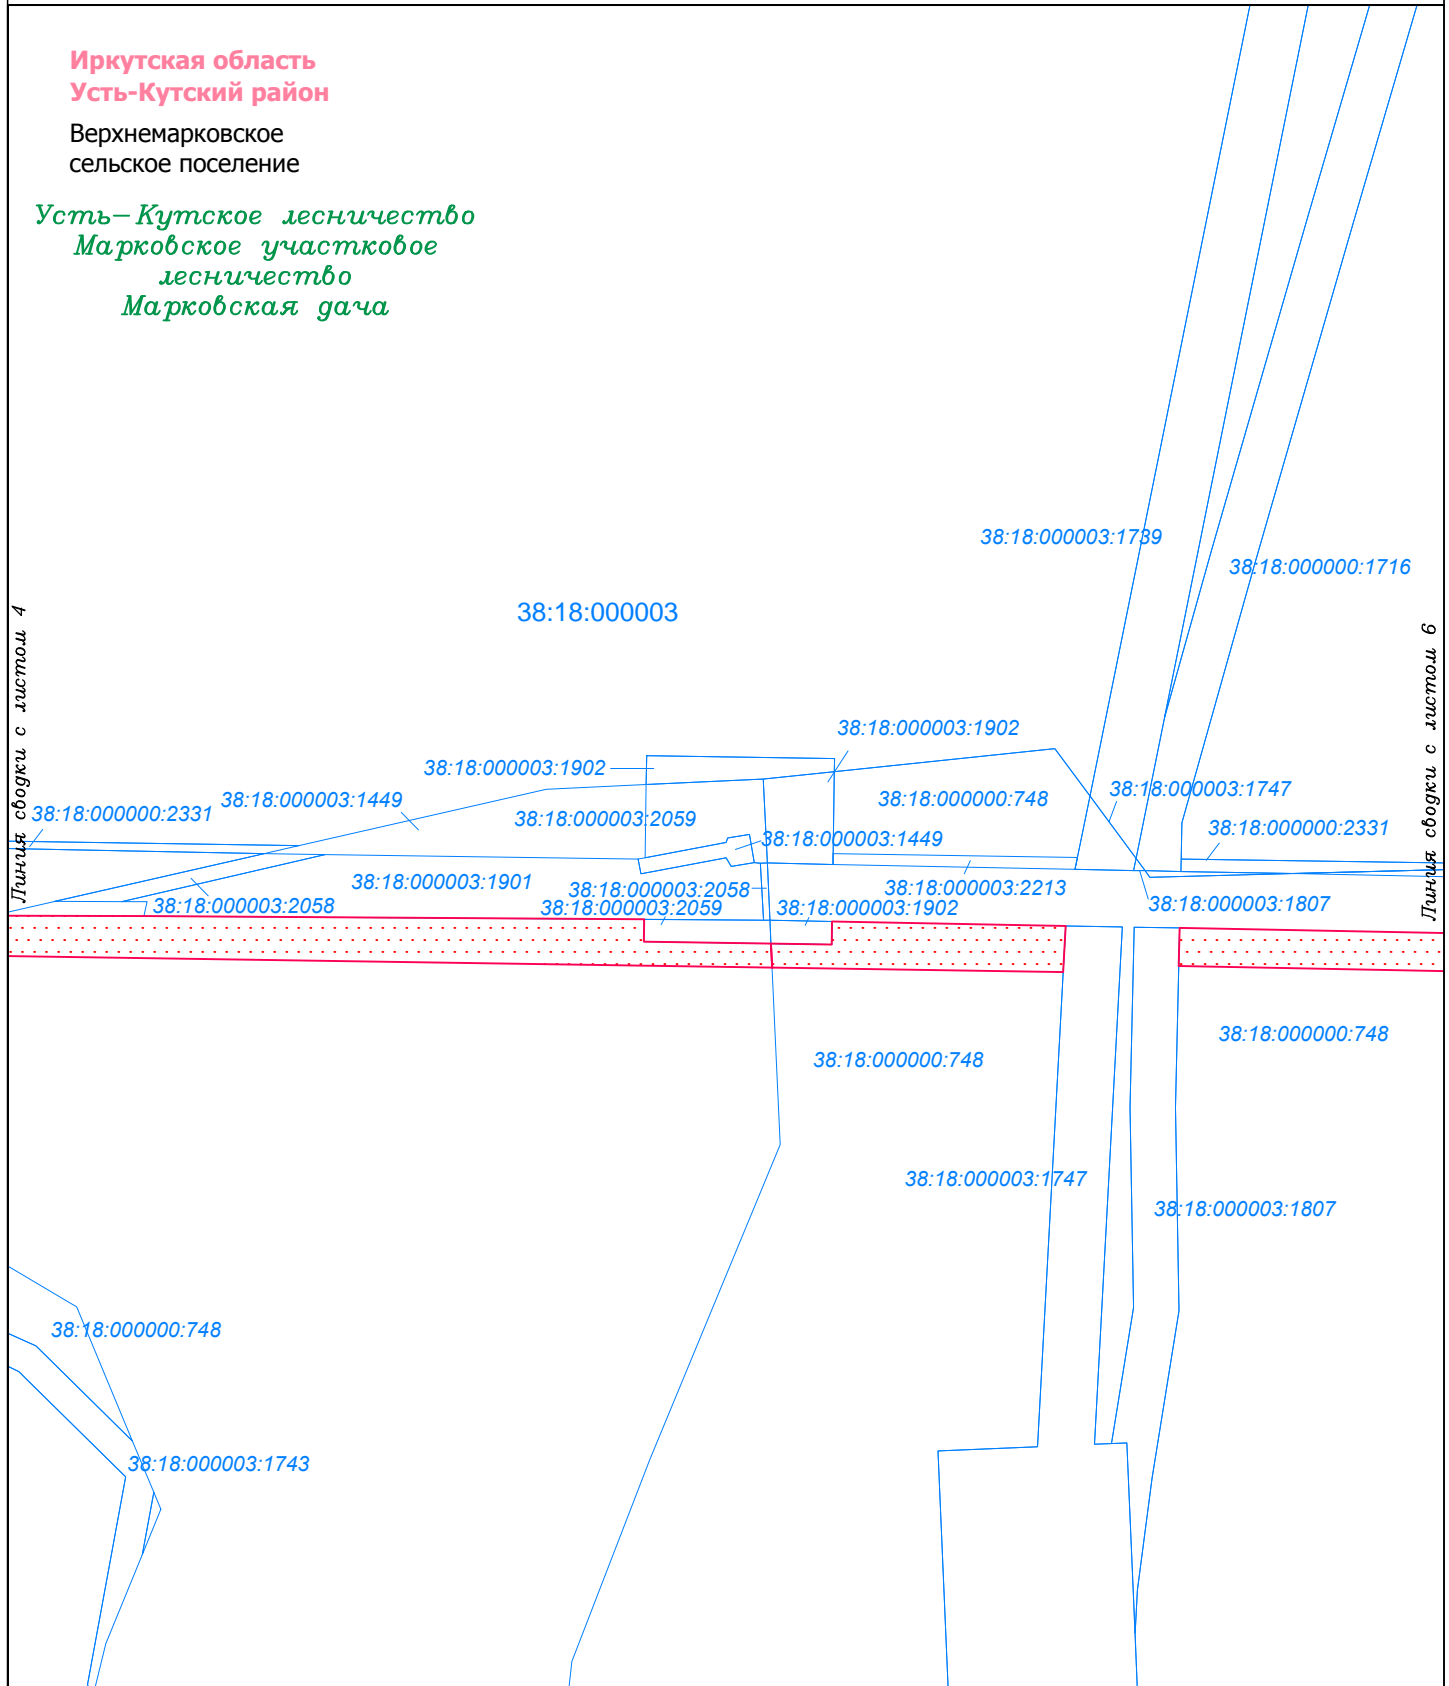 Иркутская область
Усть-Кутский район
Верхнемарковское
сельское поселение
Усть-Кутское лесничество
Марковское участковое
лесничество
Марковская дача
38:18:000003:1739
38:18:000000:1716
38:18:000003
Линия сводки с листом 4
Линия сводки с листом 6
38:18:000003:1902
38:18:000003:1902
38:18:000003:1747
38:18:000003:1449
38:18:000000:748
38:18:000000:2331
38:18:000003:2059
38:18:000000:2331
38:18:000003:1449
38:18:000003:1901
38:18:000003:2058
38:18:000003:2213
38:18:000003:2058
38:18:000003:2059
38:18:000003:1902
38:18:000003:1807
38:18:000000:748
38:18:000000:748
38:18:000003:1747
38:18:000003:1807
38:18:000000:748
38:18:000003:1743